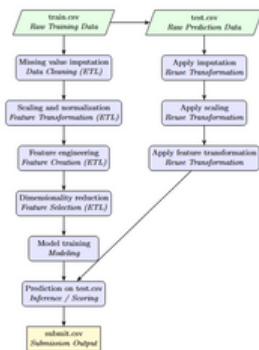 train.csv
Raw Training Data
test.csv
Raw Prediction Data
Missing value imputation
Data Cleaning (ETL)
Apply imputation
Reuse Transformation
Scaling and normalization
Feature Transformation (ETL)
Apply scaling
Reuse Transformation
Feature engineering
Feature Creation (ETL)
Apply feature transformation
Reuse Transformation
Dimensionality reduction
Feature Selection (ETL)
Model training
Modeling
Prediction on test.csv
Inference / Scoring
submit.csv
Submission Output